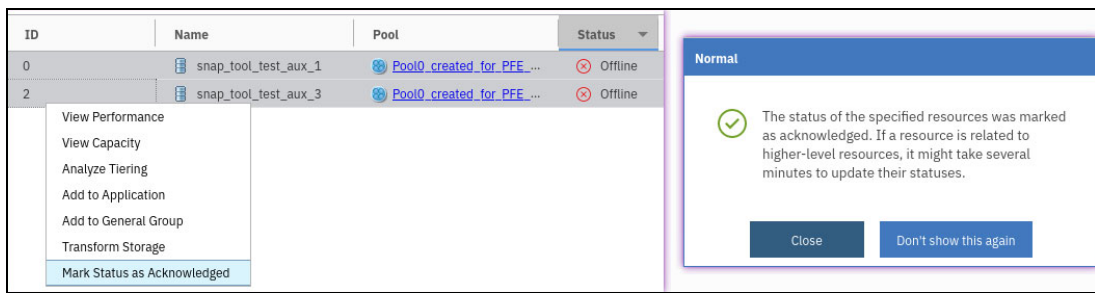 ID Name Pool Status
0 snap_tool_test_aux_1 Pool0_created_for_PFE_... Offline
2 snap_tool_test_aux_3 Pool0_created_for_PFE_... Offline
View Performance
View Capacity
Analyze Tiering
Add to Application
Add to General Group
Transform Storage
Mark Status as Acknowledged
Normal
The status of the specified resources was marked
as acknowledged. If a resource is related to
higher-level resources, it might take several
minutes to update their statuses.
Close Don't show this again